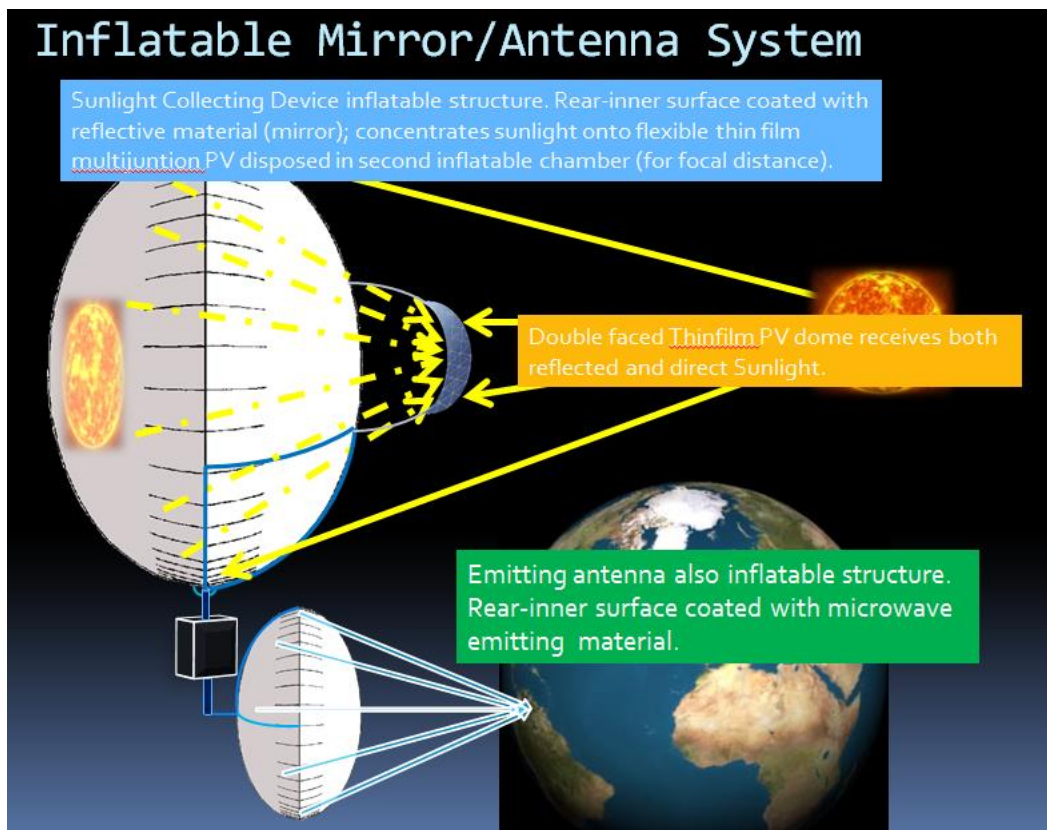 Inflatable Mirror/Antenna System
Sunlight Collecting Device inflatable structure. Rear-inner surface coated with
reflective material (mirror); concentrates sunlight onto flexible thin film
multijuntion PV disposed in second inflatable chamber (for focal distance).
Double faced Thinfilm PV dome receives both
reflected and direct Sunlight.
Emitting antenna also inflatable structure.
Rear-inner surface coated with microwave
emitting material.